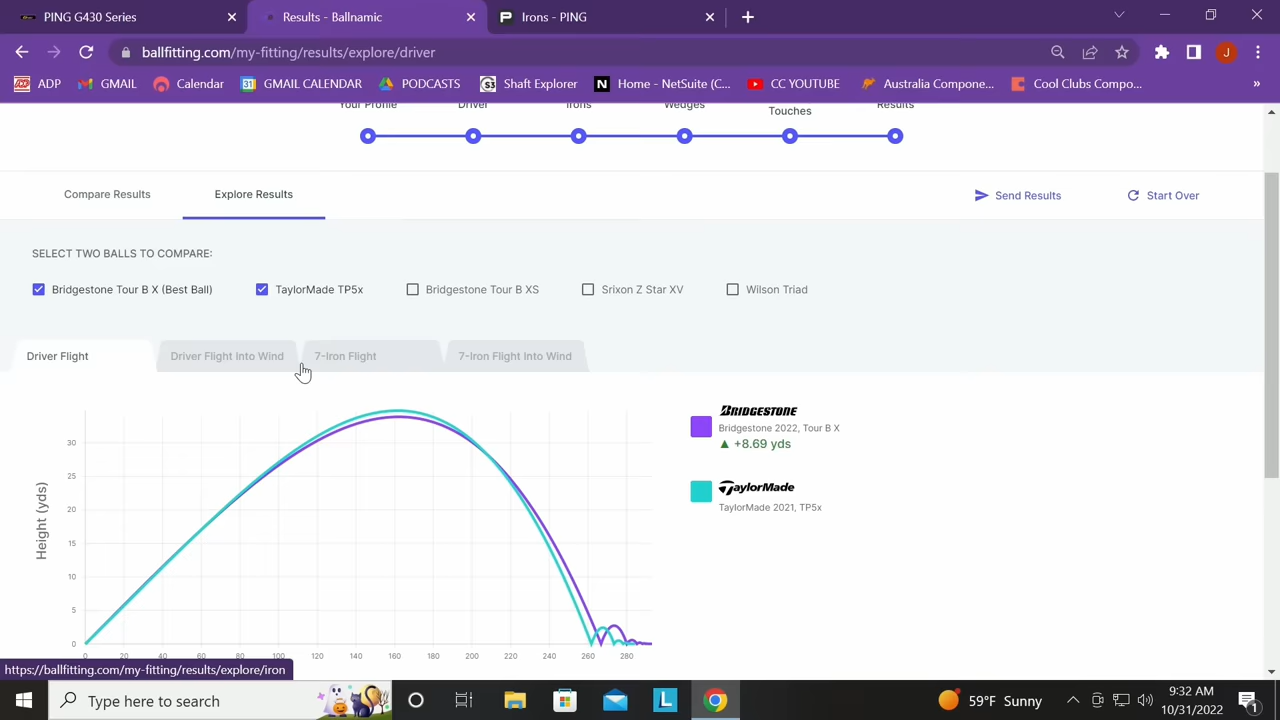 PING G430 Series
Results - Ballnamic
Irons - PING
ballfitting.com/my-fitting/results/explore/driver
J
ADP
GMAIL
Calendar
31
GMAIL CALENDAR
PODCASTS
S3
Shaft Explorer
N
Home - NetSuite (C...
CC YOUTUBE
Australia Compone...
Cool Clubs Compo...
»
Your Profile
Driver
Irons
Wedges
Touches
Results
Compare Results
Explore Results
Send Results
Start Over
SELECT TWO BALLS TO COMPARE:
Bridgestone Tour B X (Best Ball)
TaylorMade TP5x
Bridgestone Tour B XS
Srixon Z Star XV
Wilson Triad
Driver Flight
Driver Flight Into Wind
7-Iron Flight
7-Iron Flight Into Wind
Height (yds)
30
25
20
15
10
5
0
0 20 40 60 80 100 120 140 160 180 200 220 240 260 280
BRIDGESTONE
Bridgestone 2022, Tour B X
▲ +8.69 yds
TaylorMade
TaylorMade 2021, TP5x
https://ballfitting.com/my-fitting/results/explore/iron
Type here to search
L
59°F Sunny
9:32 AM
10/31/2022
1